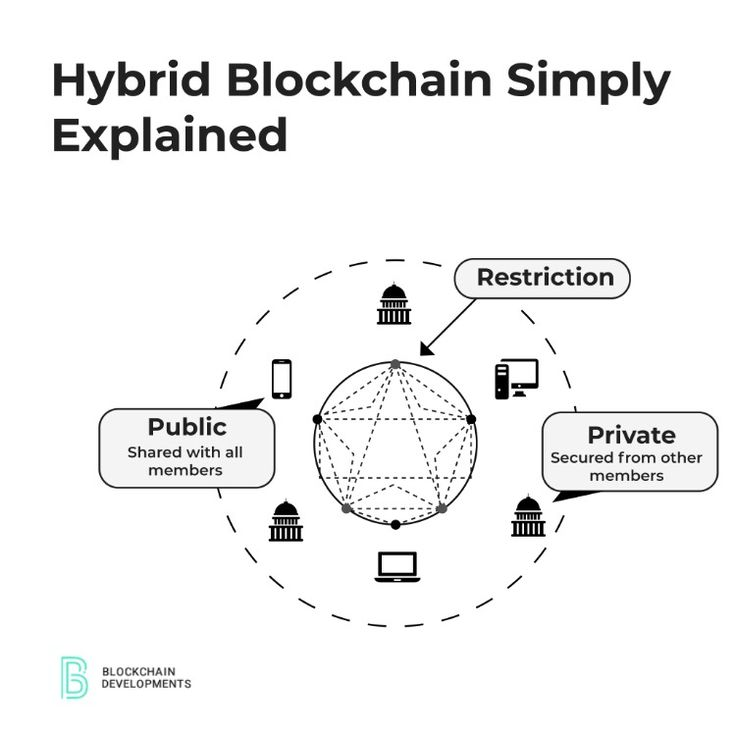 Hybrid Blockchain Simply
Explained
Restriction
Public
Shared with all
members
Private
Secured from other
members
BLOCKCHAIN
DEVELOPMENTS